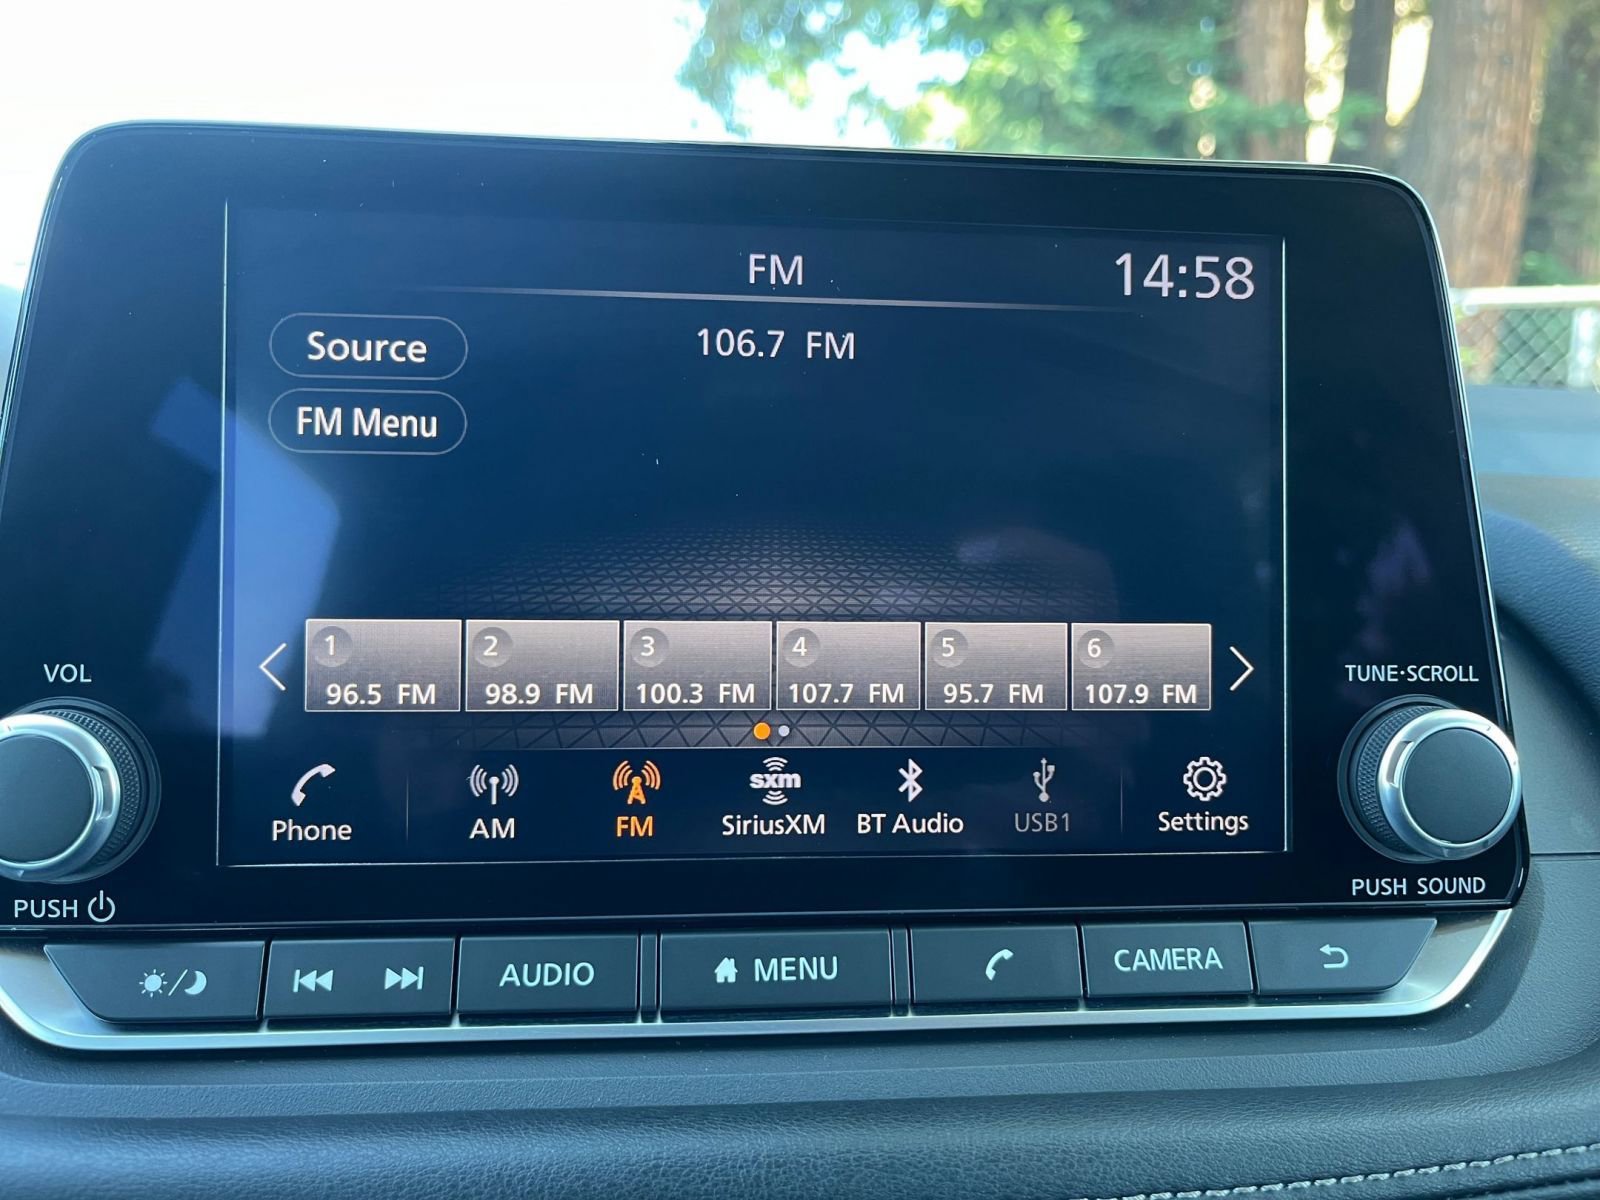 FM
14:58
Source
106.7 FM
FM Menu
1
2
3
4
5
6
96.5 FM
98.9 FM
100.3 FM
107.7 FM
95.7 FM
107.9 FM
VOL
TUNE·SCROLL
sxm
Phone
AM
FM
SiriusXM
BT Audio
USB1
Settings
PUSH
PUSH SOUND
AUDIO
MENU
CAMERA